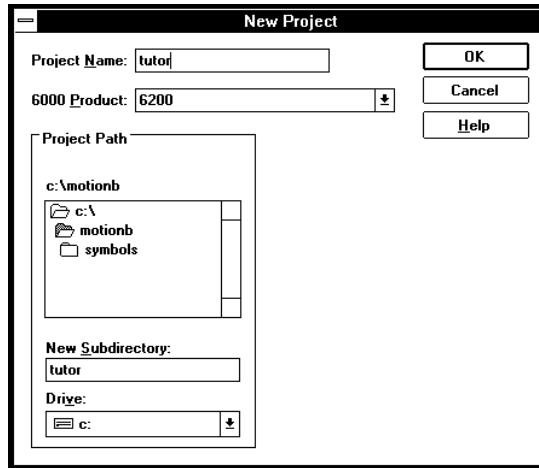 New Project
Project Name: tutor
OK
6000 Product: 6200
Cancel
Help
Project Path
c:\motionb
c:\
motionb
symbols
New Subdirectory:
tutor
Drive:
c: